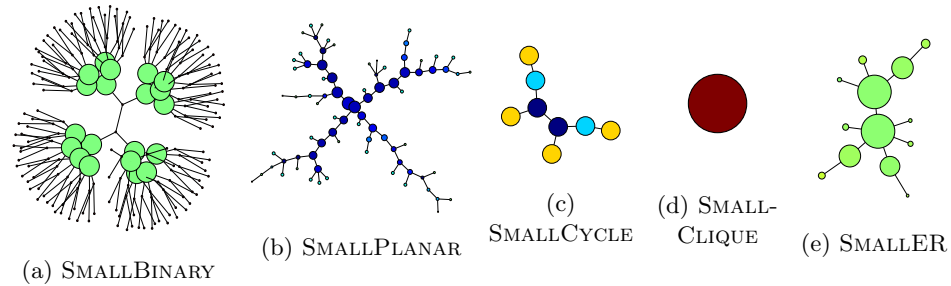 (a) SMALLBINARY
(b) SMALLPLANAR
(c)
SMALLCYCLE
(d) SMALL-
CLIQUE
(e) SMALLER